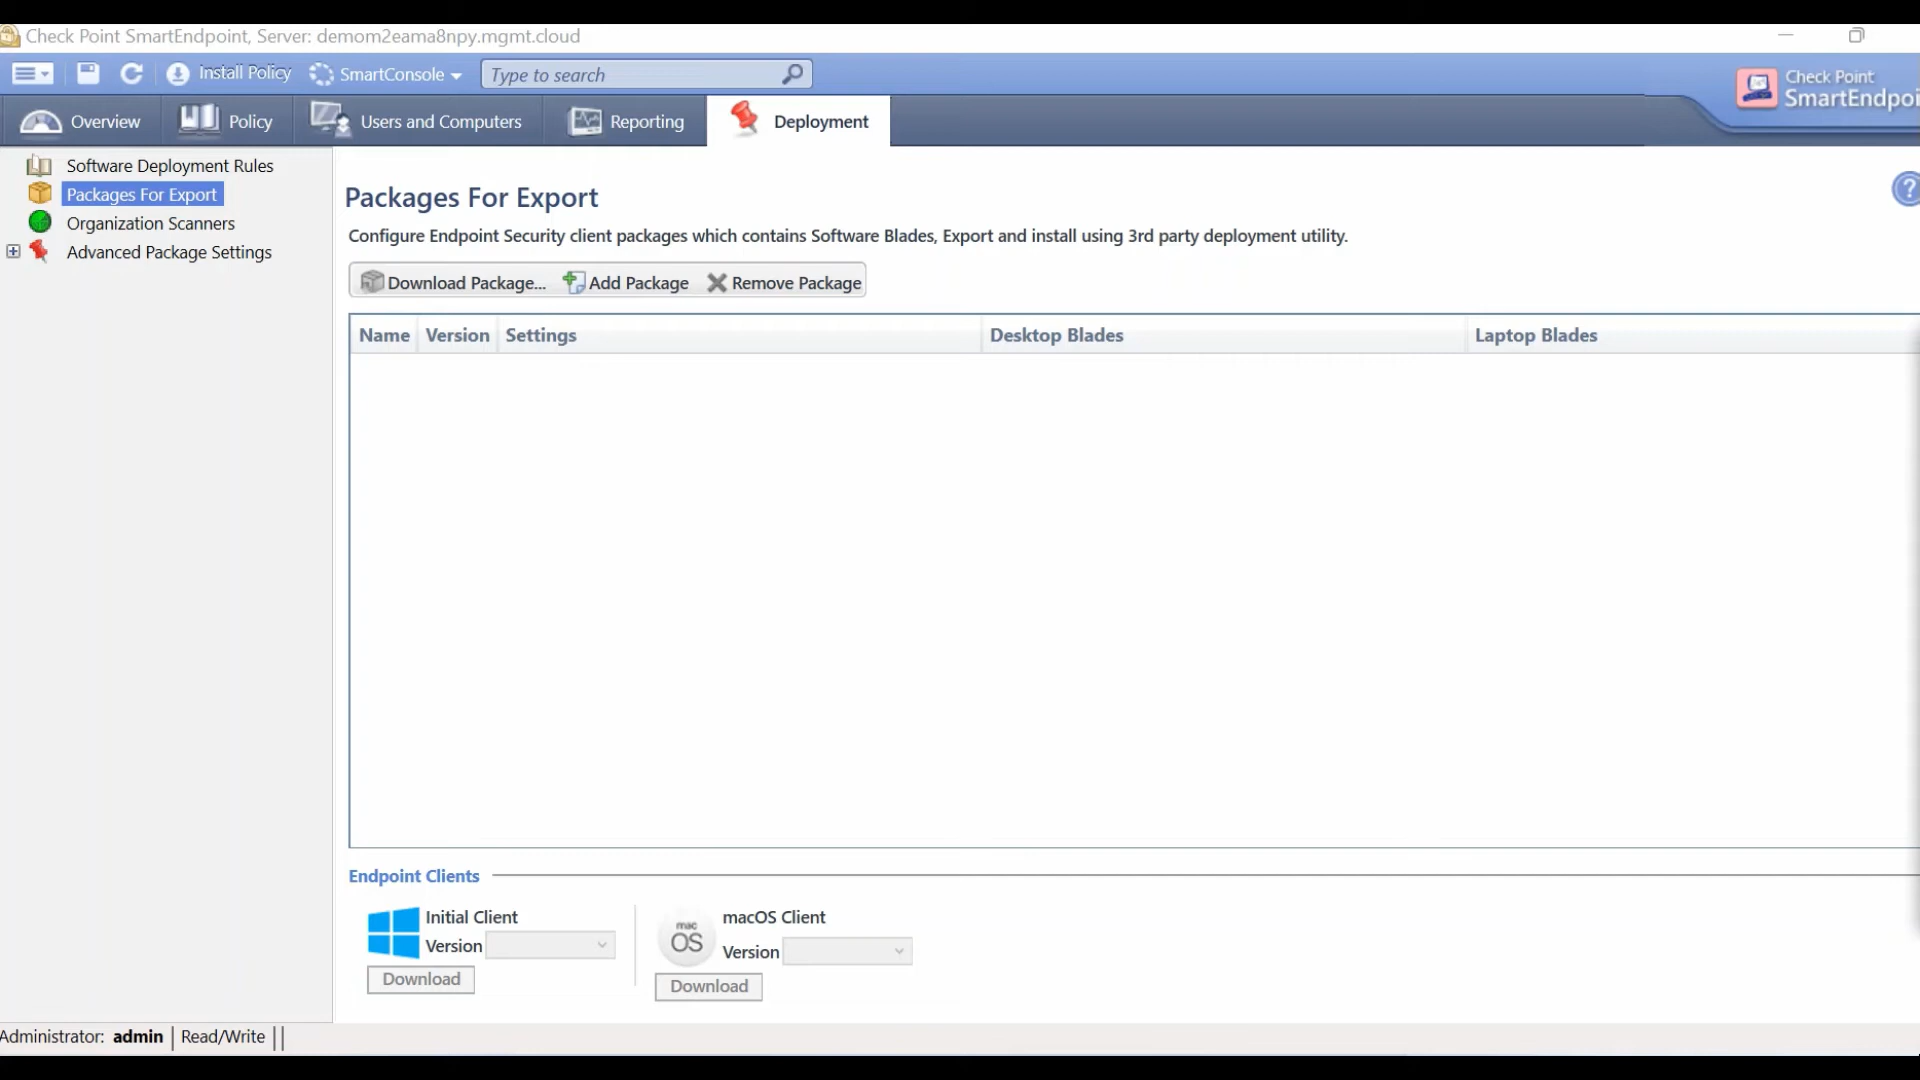 Check Point SmartEndpoint, Server: demom2eama8npy.mgmt.cloud
Install Policy SmartConsole Type to search
Check Point
SmartEndpoi
Overview Policy Users and Computers Reporting Deployment
Software Deployment Rules
Packages For Export
Organization Scanners
Advanced Package Settings
Packages For Export
?
Configure Endpoint Security client packages which contains Software Blades, Export and install using 3rd party deployment utility.
Download Package... Add Package Remove Package
Name Version Settings Desktop Blades Laptop Blades
Endpoint Clients
Initial Client
Version
Download
mac
OS
macOS Client
Version
Download
Administrator: admin Read/Write